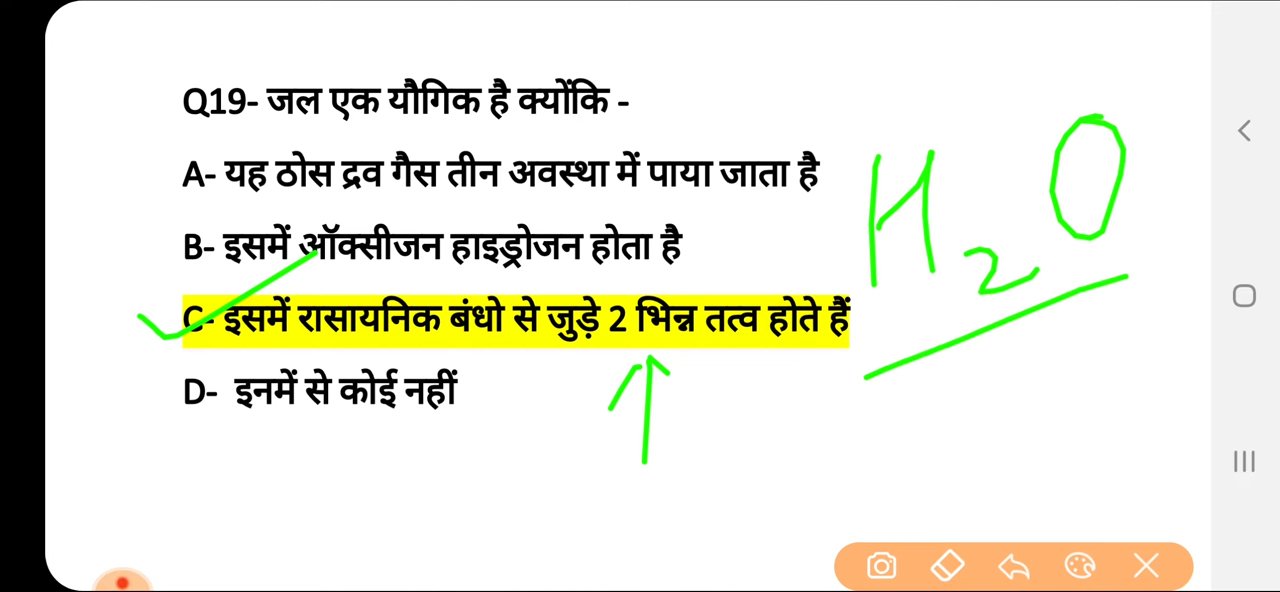 Q19- जल एक यौगिक है क्योंकि -
A- यह ठोस द्रव गैस तीन अवस्था में पाया जाता है
B- इसमें ऑक्सीजन हाइड्रोजन होता है
C- इसमें रासायनिक बंधो से जुड़े 2 भिन्न तत्व होते हैं
D- इनमें से कोई नहीं
H2O